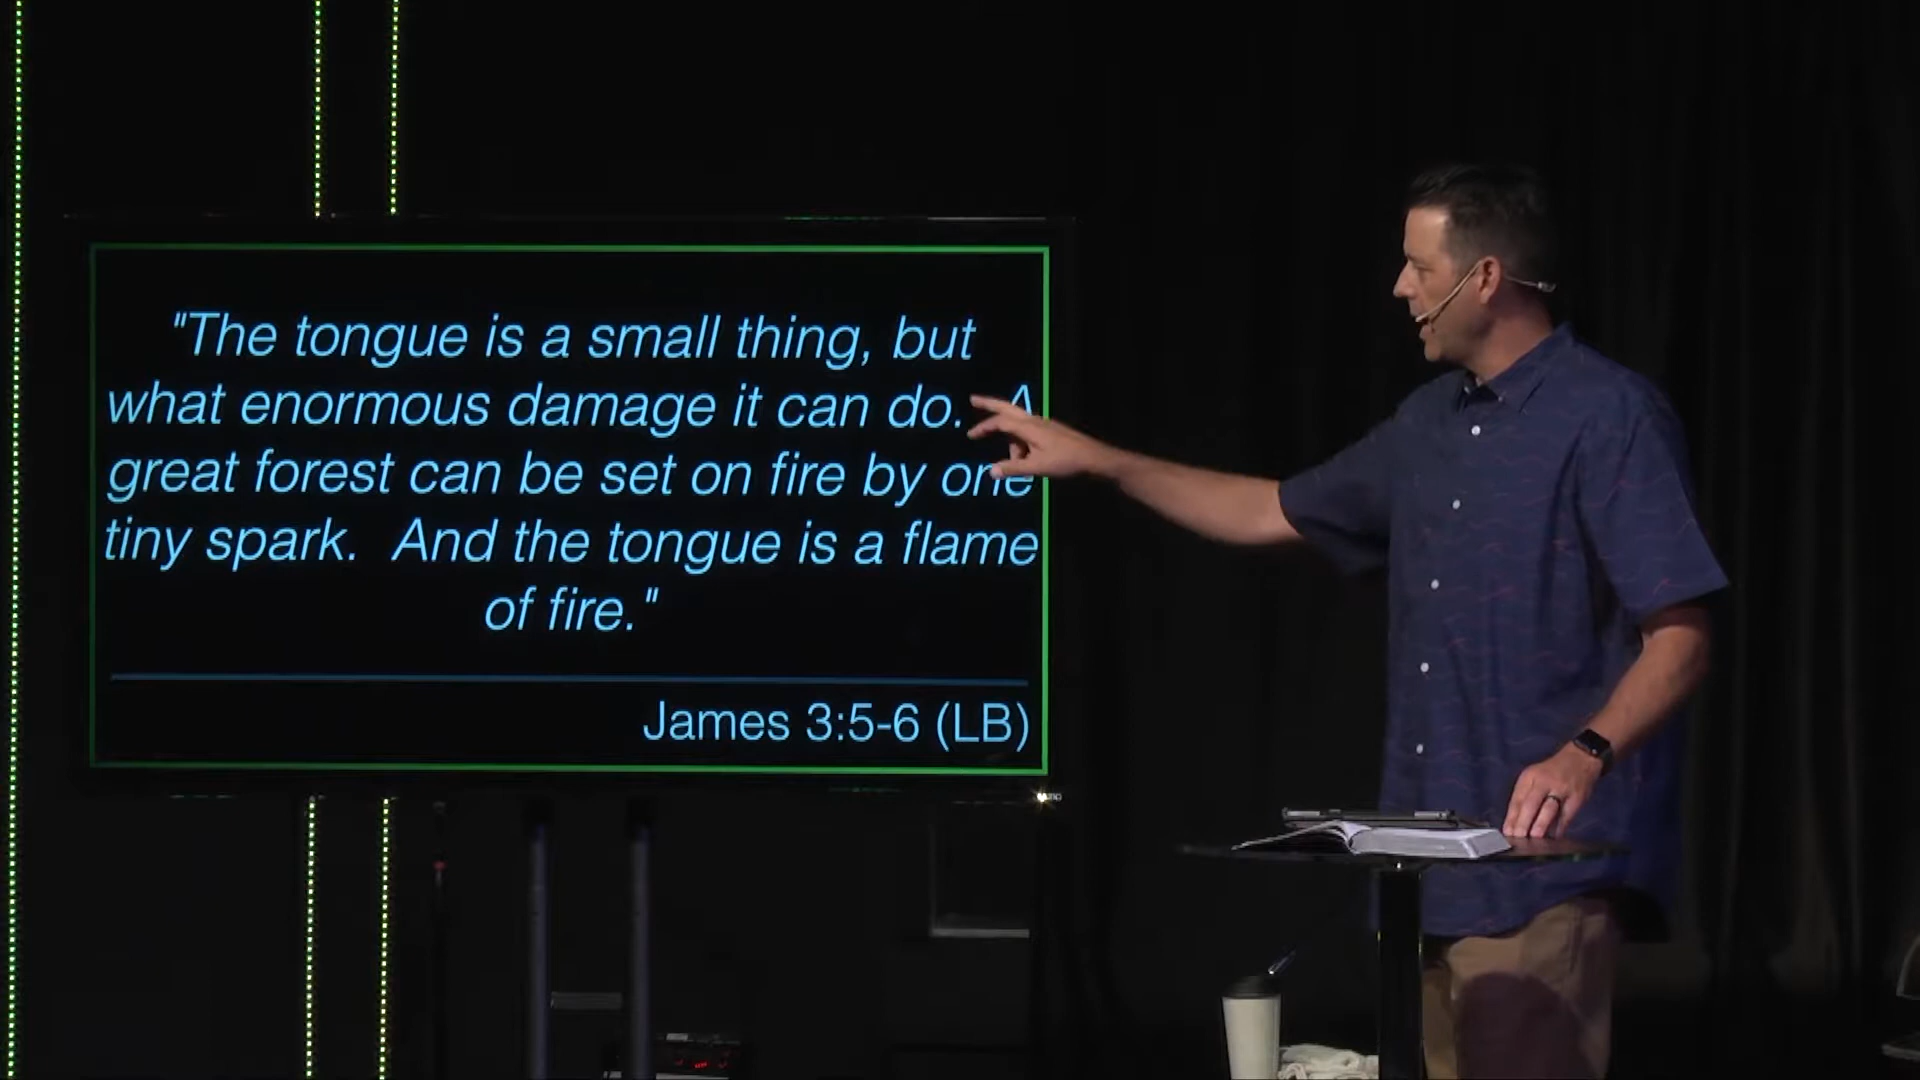 "The tongue is a small thing, but
what enormous damage it can do. A
great forest can be set on fire by one
tiny spark. And the tongue is a flame
of fire."
James 3:5-6 (LB)